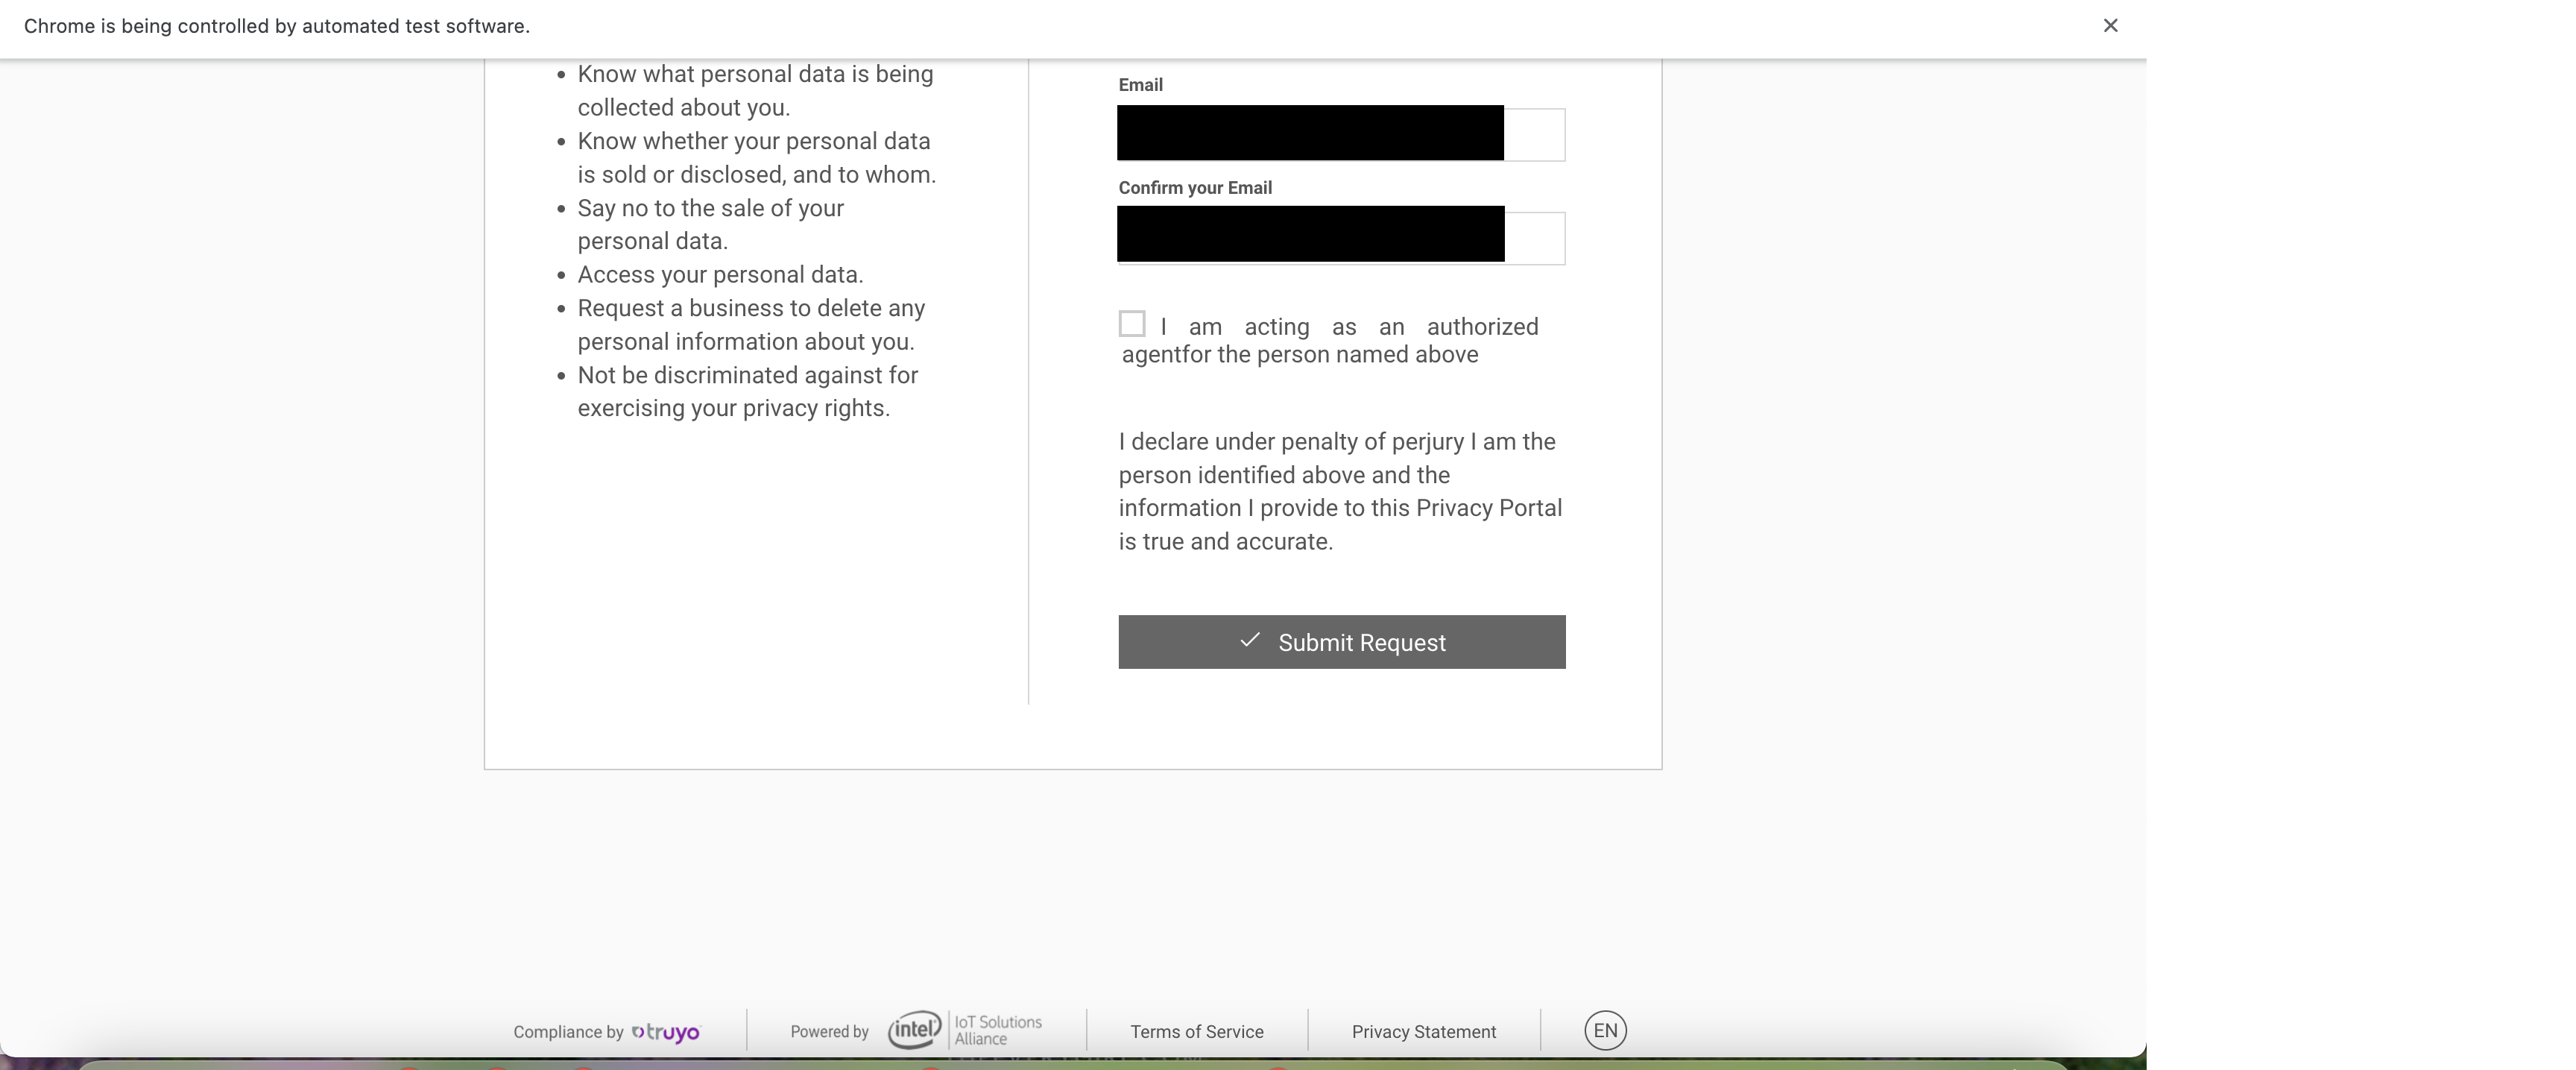 Chrome is being controlled by automated test software.
Know what personal data is being
collected about you.
Know whether your personal data
is sold or disclosed, and to whom.
Say no to the sale of your
personal data.
Access your personal data.
Request a business to delete any
personal information about you.
Not be discriminated against for
exercising your privacy rights.
Email
Confirm your Email
I am acting as an authorized
agentfor the person named above
I declare under penalty of perjury I am the
person identified above and the
information I provide to this Privacy Portal
is true and accurate.
Submit Request
Compliance by truyo
Powered by intel IoT Solutions
Alliance
Terms of Service
Privacy Statement
EN